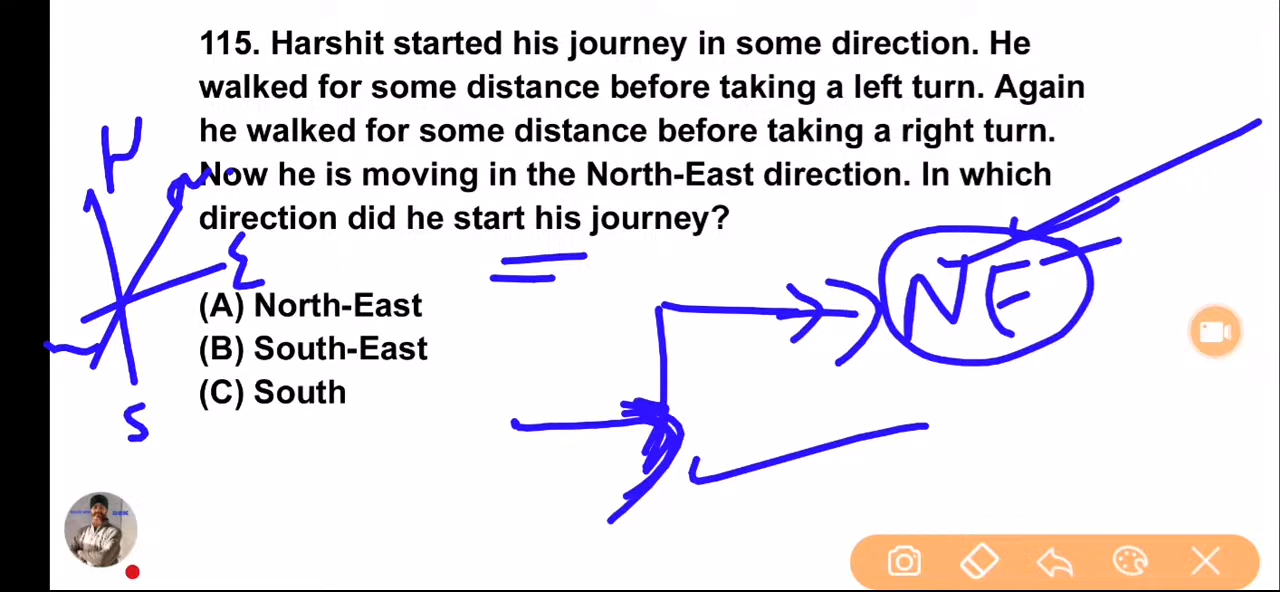 115. Harshit started his journey in some direction. He
walked for some distance before taking a left turn. Again
he walked for some distance before taking a right turn.
Now he is moving in the North-East direction. In which
direction did he start his journey?
(A) North-East
(B) South-East
(C) South
N
E
S
NE